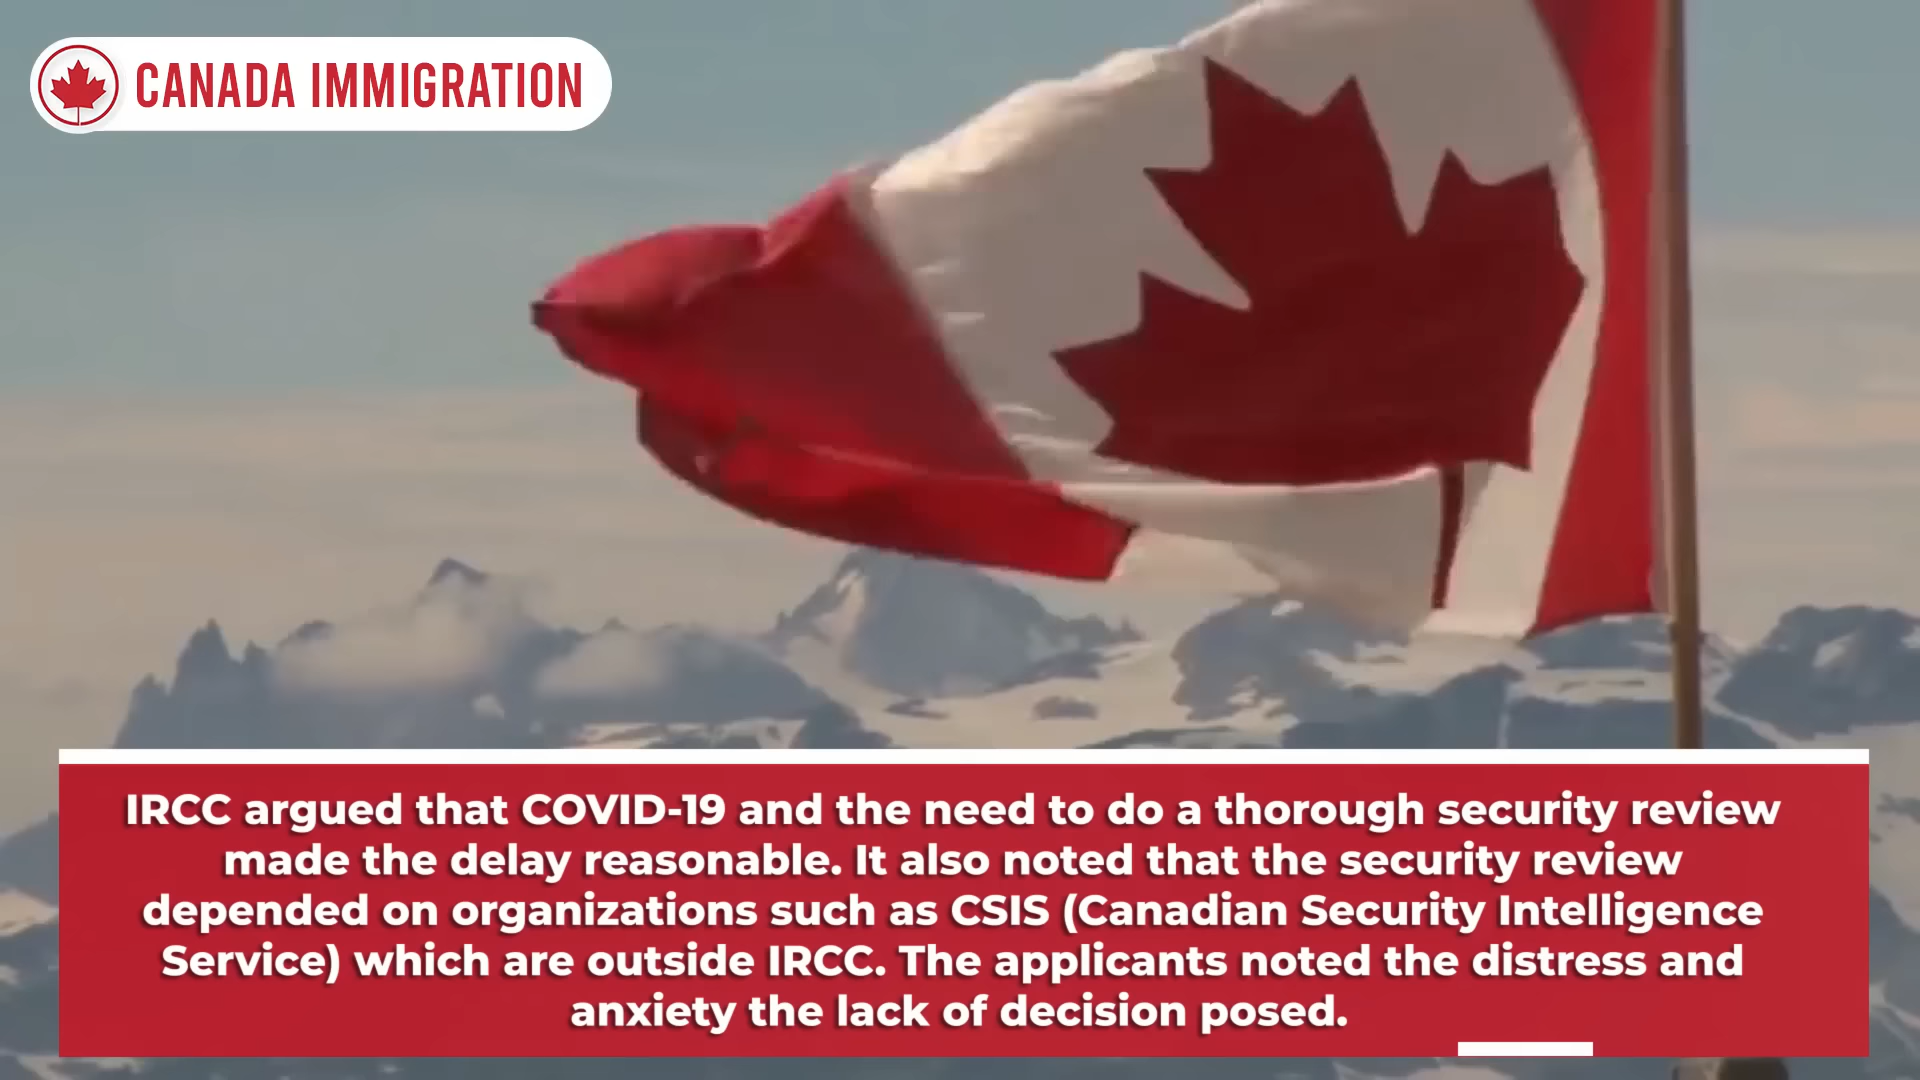 CANADA IMMIGRATION
IRCC argued that COVID-19 and the need to do a thorough security review
made the delay reasonable. It also noted that the security review
depended on organizations such as CSIS (Canadian Security Intelligence
Service) which are outside IRCC. The applicants noted the distress and
anxiety the lack of decision posed.